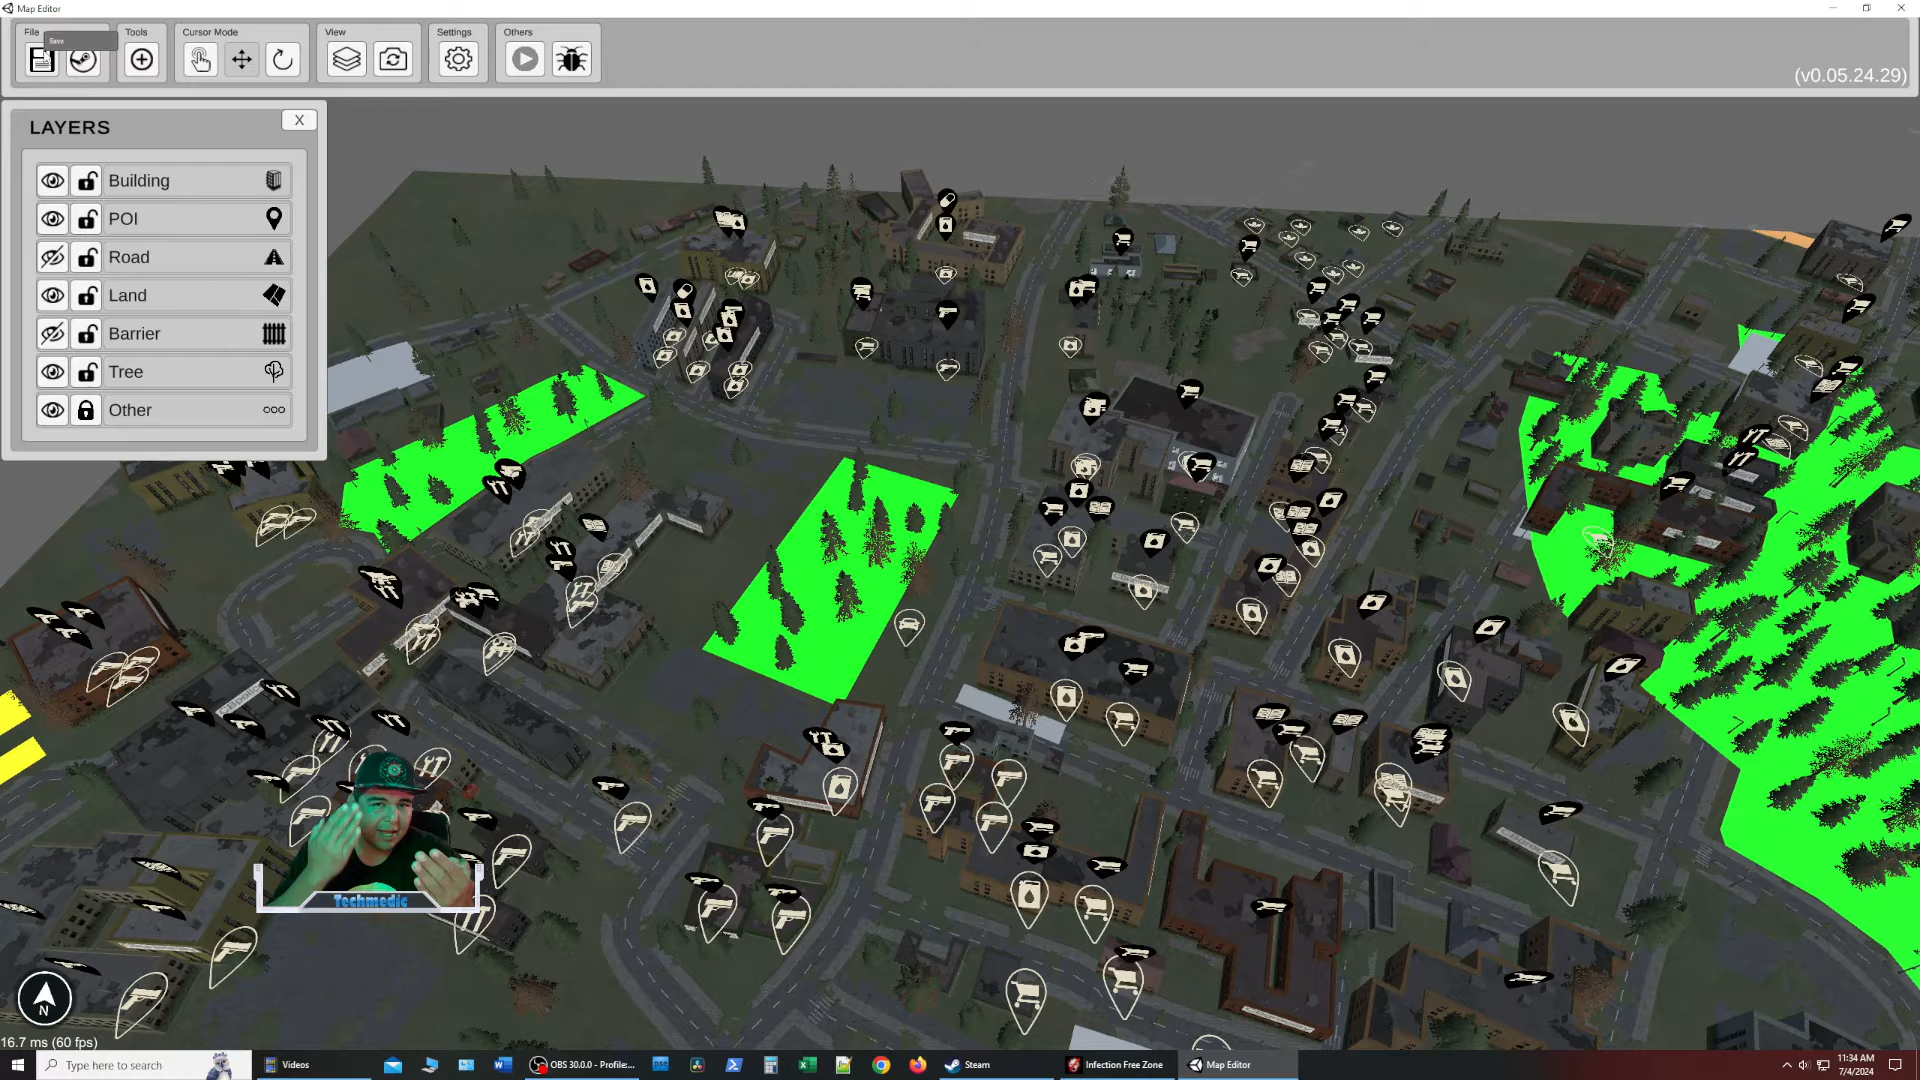 Map Editor
File
Save
Tools
Cursor Mode
View
Settings
Others
(v0.05.24.29)
LAYERS
X
Building
POI
Road
Land
Barrier
Tree
Other
Techmedic
N
16.7 ms (60 fps)
Type here to search
Videos
OBS 30.0.0 - Profile:...
Steam
Infection Free Zone
Map Editor
11:34 AM
7/4/2024